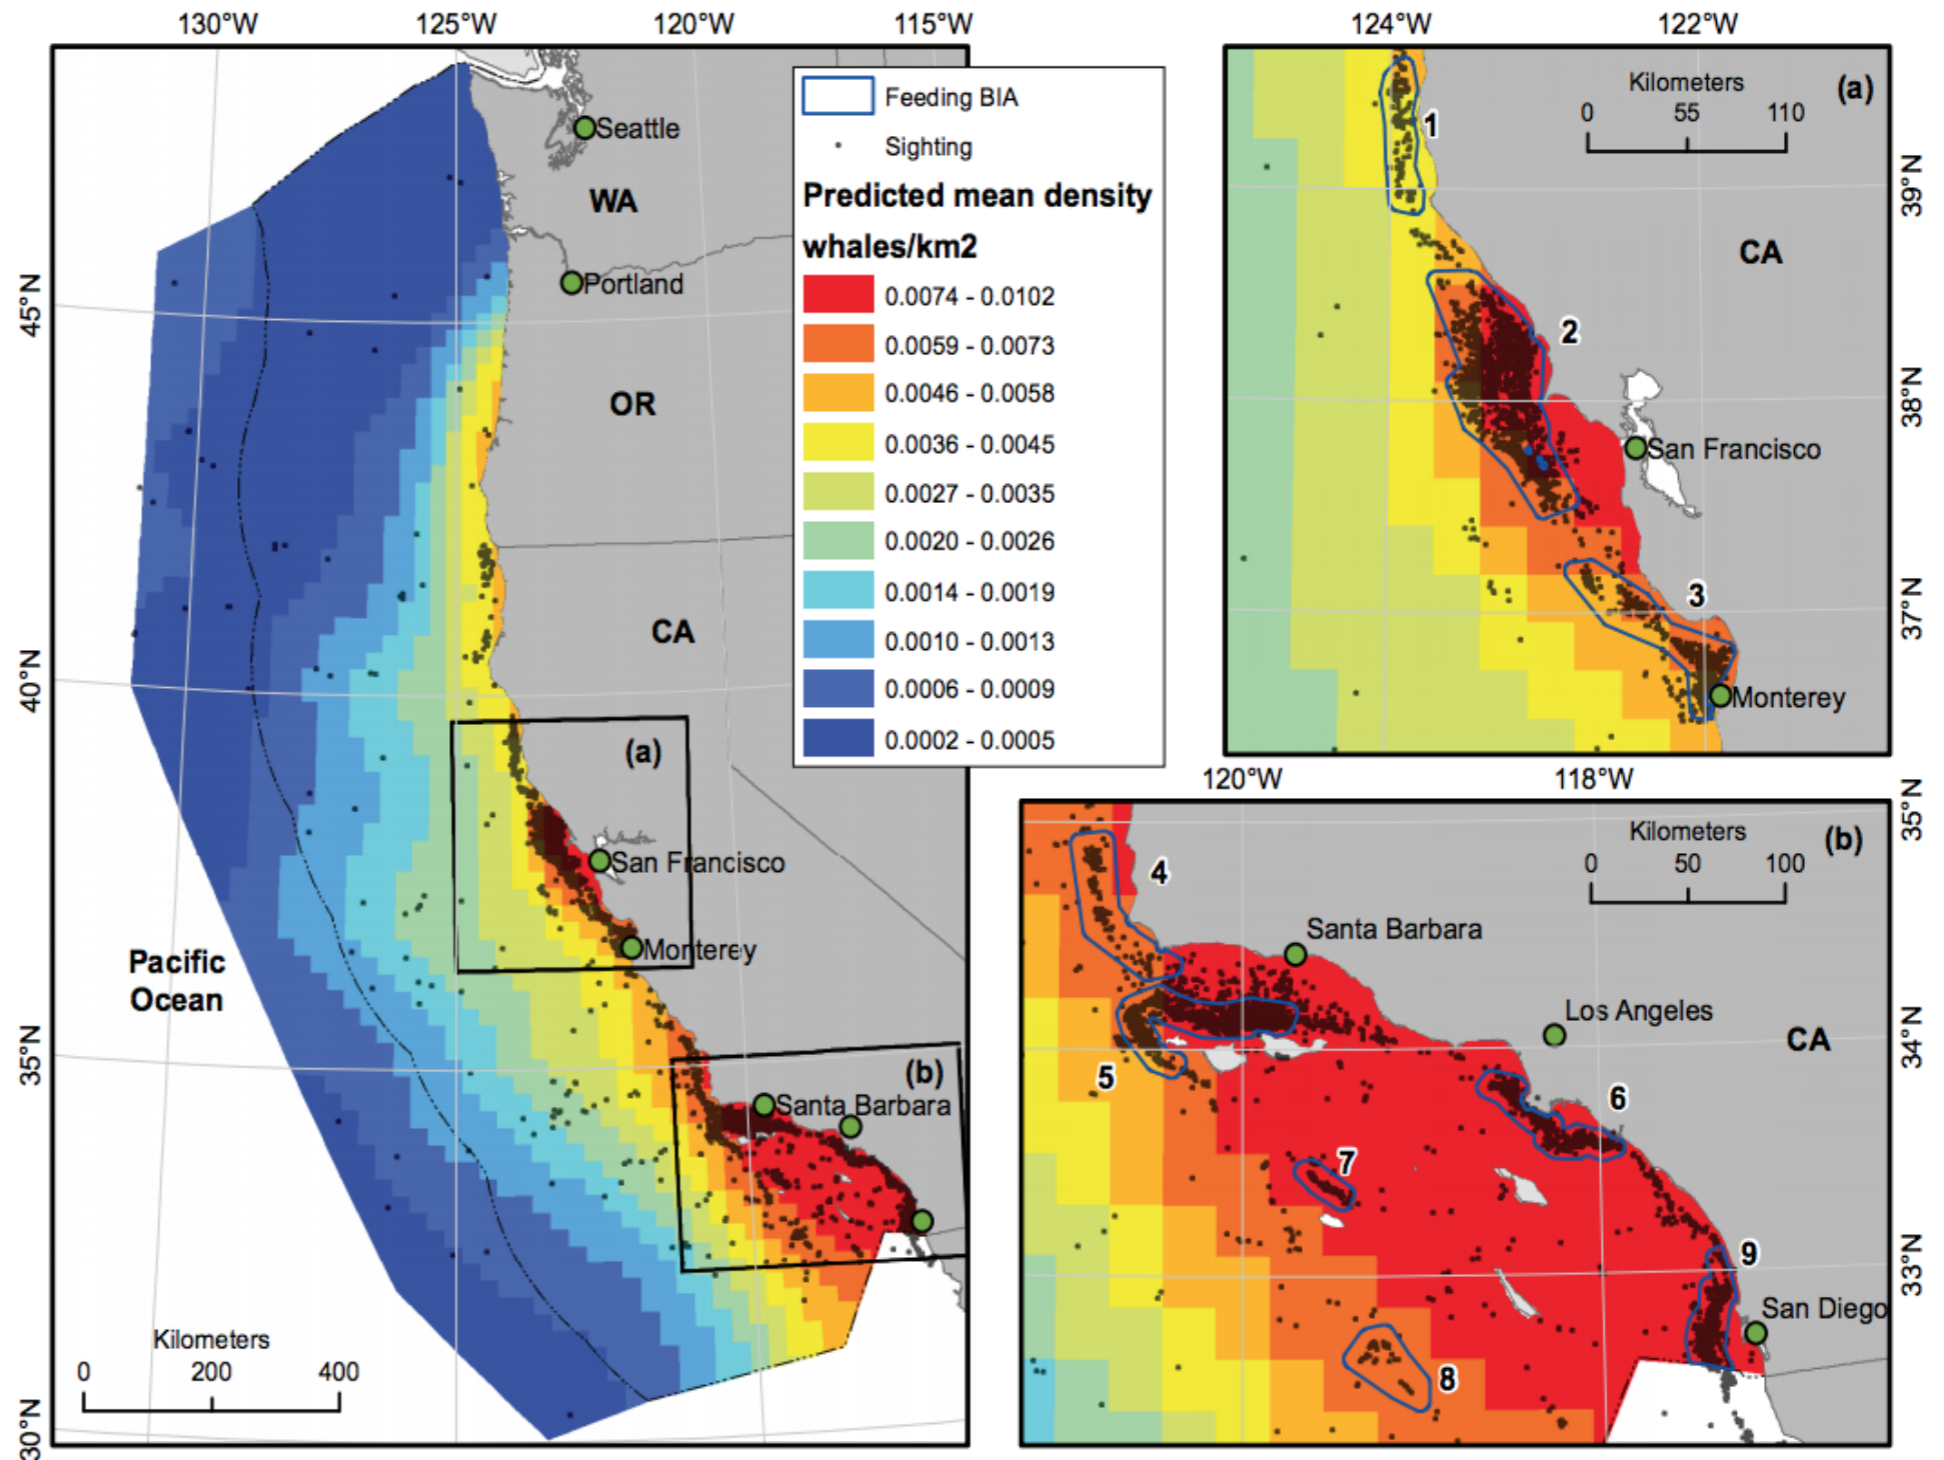 130°W 125°W 120°W 115°W
45°N
40°N
35°N
30°N
Seattle
WA
Portland
OR
CA
(a)
San Francisco
Monterey
Pacific
Ocean
(b)
Santa Barbara
Kilometers
0 200 400
Feeding BIA
Sighting
Predicted mean density
whales/km2
0.0074 - 0.0102
0.0059 - 0.0073
0.0046 - 0.0058
0.0036 - 0.0045
0.0027 - 0.0035
0.0020 - 0.0026
0.0014 - 0.0019
0.0010 - 0.0013
0.0006 - 0.0009
0.0002 - 0.0005
124°W 122°W
Kilometers
(a)
0 55 110
1
39°N
CA
2
38°N
San Francisco
3
37°N
Monterey
120°W 118°W
35°N
Kilometers
(b)
0 50 100
4
Santa Barbara
Los Angeles
34°N
CA
5
6
7
33°N
9
San Diego
8